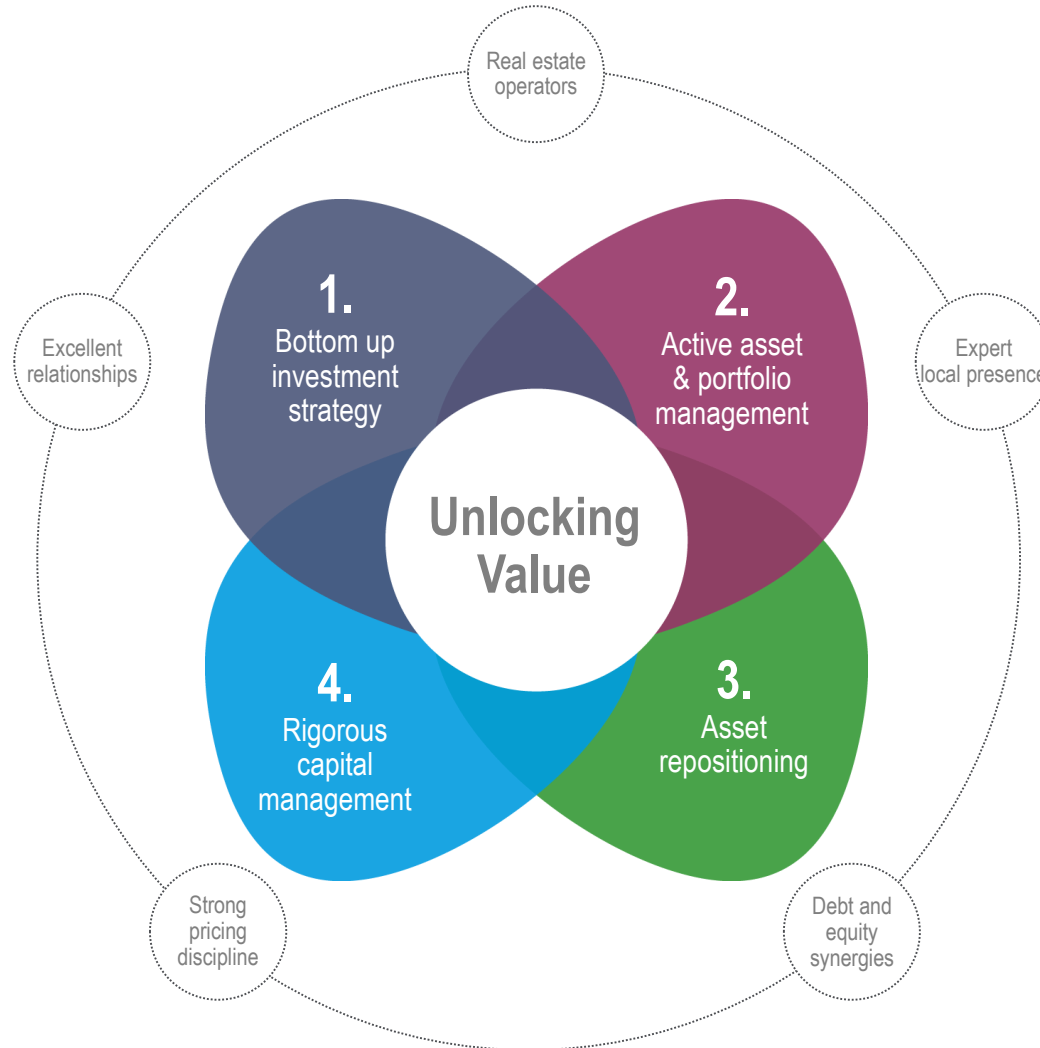 Real estate
operators
1.
Bottom up
investment
strategy
2.
Active asset
& portfolio
management
Excellent
relationships
Expert
local presence
Unlocking
Value
4.
Rigorous
capital
management
3.
Asset
repositioning
Strong
pricing
discipline
Debt and
equity
synergies